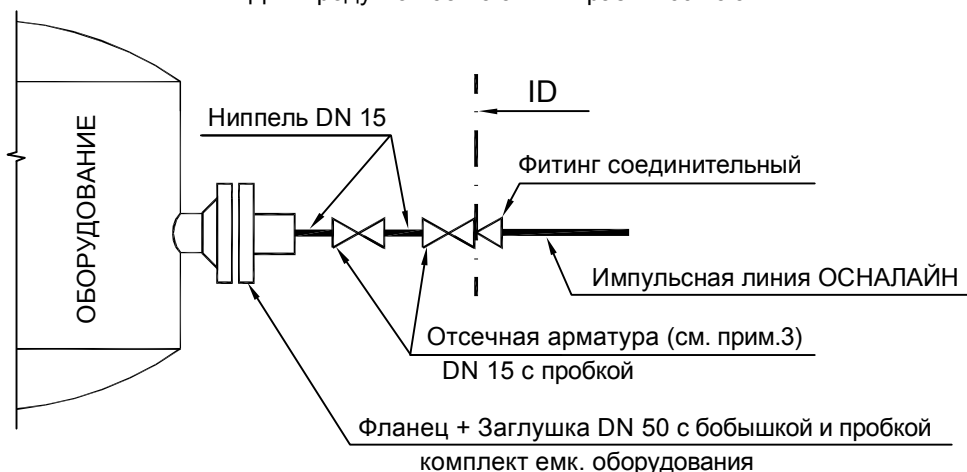 ID
Ниппель DN 15
Фитинг соединительный
ОБОРУДОВАНИЕ
Импульсная линия ОСНАЛАЙН
Отсечная арматура (см. прим.3)
DN 15 с пробкой
Фланец + Заглушка DN 50 с бобышкой и пробкой
комплект емк. оборудования